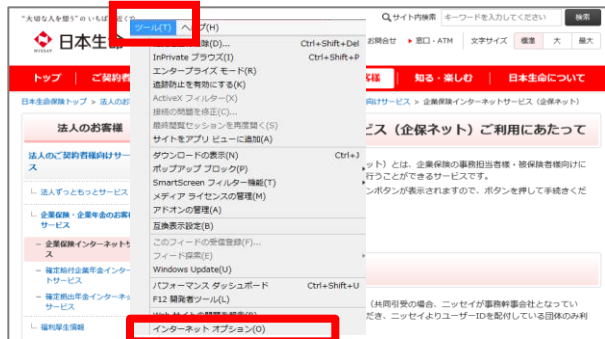 "大切な人を想う"の いちばん近くで
サイト内検索 キーワードを入力してください 検索
NISSAY 日本生命
お問合せ 窓口・ATM 文字サイズ 標準 大 最大
トップ ご契約者 客様 知る・楽しむ 日本生命について
日本生命保険トップ > 法人のお
向けサービス > 企業保険インターネットサービス（企保ネット）
法人のお客様
法人のご契約者様向けサー
ス
法人ずっともっとサービス
企業保険・企業年金のお客
サービス
企業保険インターネットサ
ス
確定給付企業年金インター
トサービス
確定拠出年金インターネッ
サービス
福利厚生情報
ツール(T) ヘルプ(H)
除(D)... Ctrl+Shift+Del
InPrivate ブラウズ(I) Ctrl+Shift+P
エンタープライズ モード(R)
追跡防止を有効にする(K)
ActiveX フィルター(X)
接続の問題を修正(C)...
最終閲覧セッションを再度開く(S)
サイトをアプリ ビューに追加(A)
ダウンロードの表示(N) Ctrl+J
ポップアップ ブロック(P)
SmartScreen フィルター機能(T)
メディア ライセンスの管理(M)
アドオンの管理(A)
互換表示設定(B)
このフィードの受信登録(F)...
フィード探索(E)
Windows Update(U)
パフォーマンス ダッシュボード Ctrl+Shift+U
F12 開発者ツール(L)
Web サイトの問題を報告(R)
インターネット オプション(O)
ビス（企保ネット）ご利用にあたって
ット）とは、企業保険の事務担当者様・被保険者様向けに
行うことができるサービスです。
ンボタンが表示されますので、ボタンを押して手続きくだ
（共同引受の場合、ニッセイが事務幹事会社となってい
だき、ニッセイよりユーザーIDを配付している団体のみ利